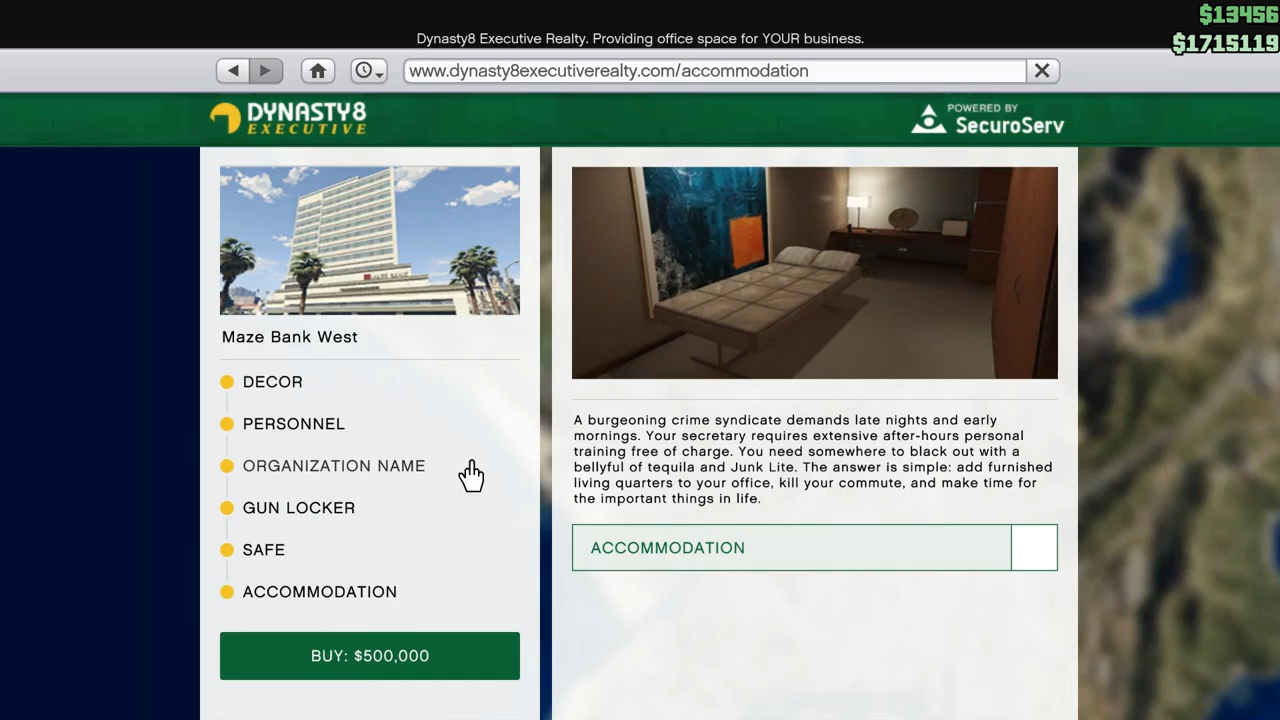 $13456
Dynasty8 Executive Realty. Providing office space for YOUR business.
$1715119
www.dynasty8executiverealty.com/accommodation
DYNASTY8
EXECUTIVE
POWERED BY
SecuroServ
MAZE BANK
Maze Bank West
DECOR
PERSONNEL
ORGANIZATION NAME
GUN LOCKER
SAFE
ACCOMMODATION
BUY: $500,000
A burgeoning crime syndicate demands late nights and early
mornings. Your secretary requires extensive after-hours personal
training free of charge. You need somewhere to black out with a
bellyful of tequila and Junk Lite. The answer is simple: add furnished
living quarters to your office, kill your commute, and make time for
the important things in life.
ACCOMMODATION